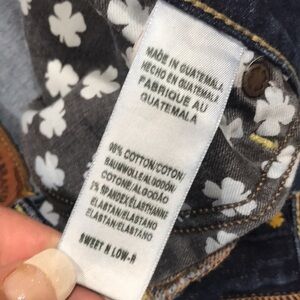 MADE IN GUATEMALA
HECHO EN GUATEMALA
FABRIQUE AU
GUATEMALA
98% COTTON/COTON/
BAUMWOLLE/ALGODÓN
COTONE/ALGODÃO
2% SPANDEX/ÉLASTHANNE
ELASTAN/ELASTANO
ELASTAN/ELASTANO
SWEET N LOW-R